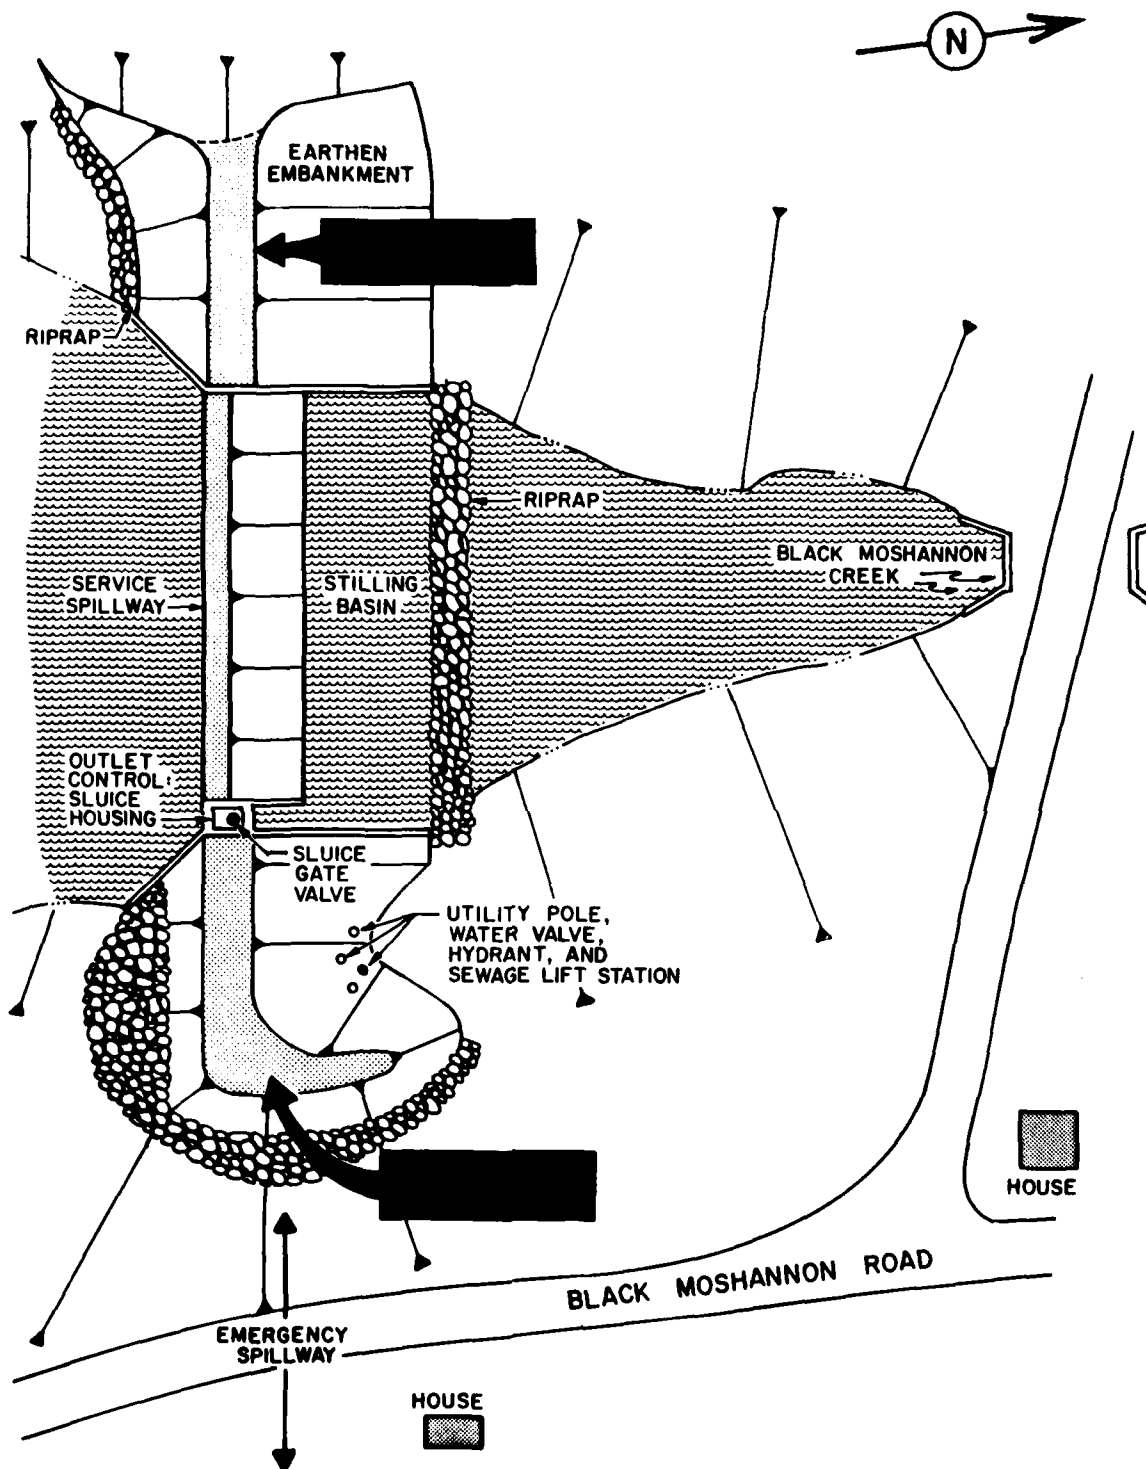 N
EARTHEN
EMBANKMENT
RIPRAP
RIPRAP
BLACK MOSHANNON
CREEK
SERVICE
SPILLWAY
STILLING
BASIN
OUTLET
CONTROL:
SLUICE
HOUSING
SLUICE
GATE
VALVE
UTILITY POLE,
WATER VALVE,
HYDRANT, AND
SEWAGE LIFT STATION
HOUSE
BLACK MOSHANNON ROAD
EMERGENCY
SPILLWAY
HOUSE